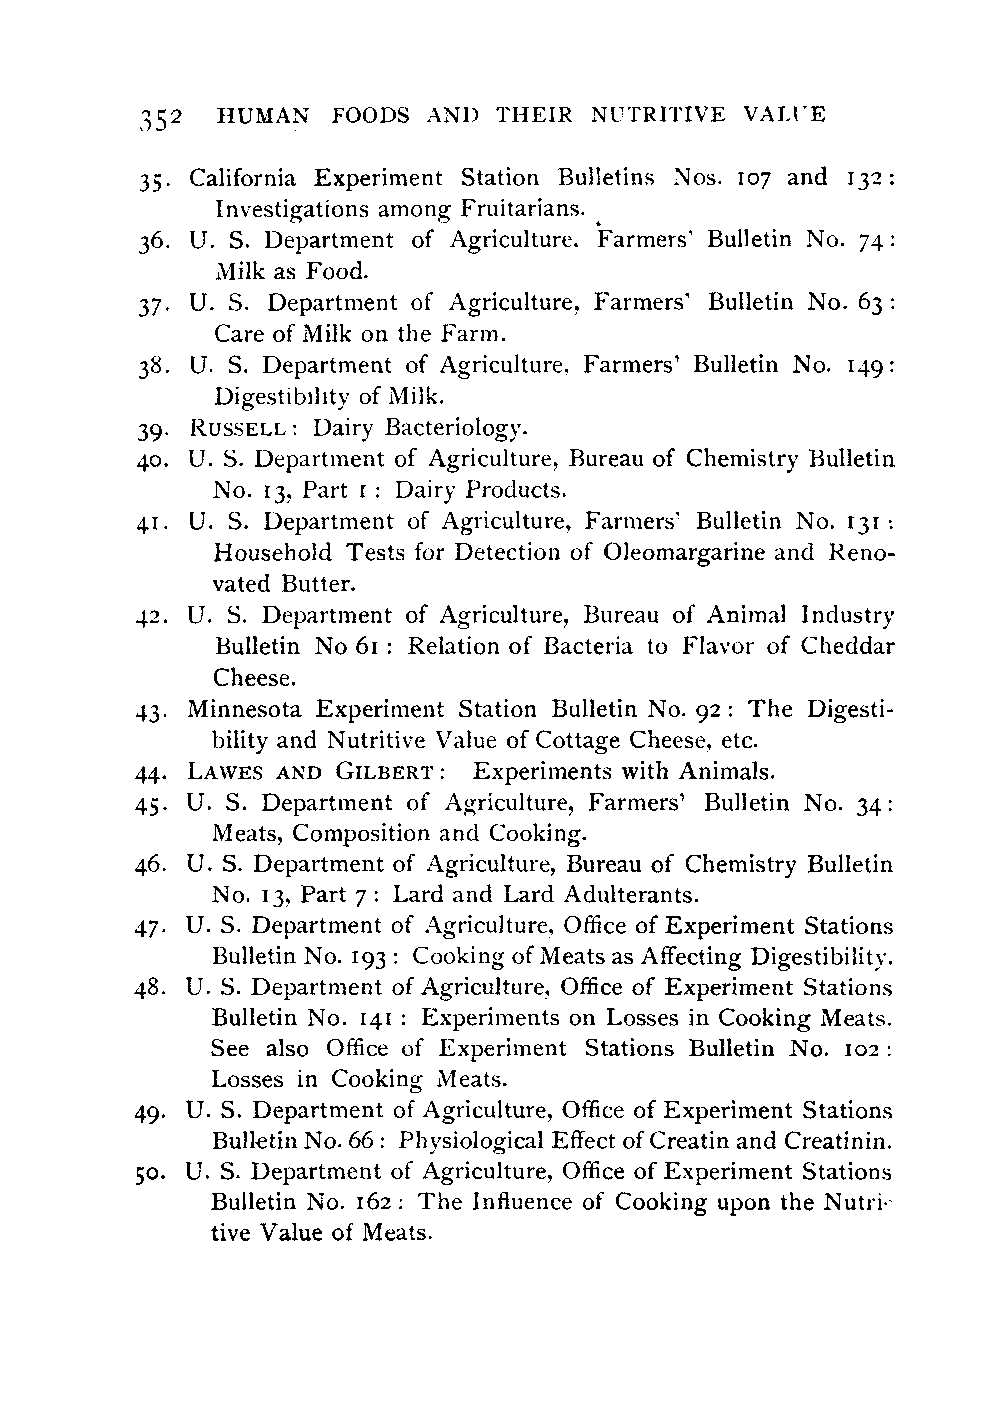 352 HUMAN FOODS AND THEIR NUTRITIVE VALUE
35. California Experiment Station Bulletins Nos. 107 and 132:
Investigations among Fruitarians.
36. U. S. Department of Agriculture. Farmers' Bulletin No. 74:
Milk as Food.
37. U. S. Department of Agriculture, Farmers' Bulletin No. 63:
Care of Milk on the Farm.
38. U. S. Department of Agriculture, Farmers' Bulletin No. 149:
Digestibility of Milk.
39. RUSSELL: Dairy Bacteriology.
40. U. S. Department of Agriculture, Bureau of Chemistry Bulletin
No. 13, Part 1: Dairy Products.
41. U. S. Department of Agriculture, Farmers' Bulletin No. 131:
Household Tests for Detection of Oleomargarine and Reno-
vated Butter.
42. U. S. Department of Agriculture, Bureau of Animal Industry
Bulletin No 61: Relation of Bacteria to Flavor of Cheddar
Cheese.
43. Minnesota Experiment Station Bulletin No. 92: The Digesti-
bility and Nutritive Value of Cottage Cheese, etc.
44. LAWES AND GILBERT: Experiments with Animals.
45. U. S. Department of Agriculture, Farmers' Bulletin No. 34:
Meats, Composition and Cooking.
46. U. S. Department of Agriculture, Bureau of Chemistry Bulletin
No. 13, Part 7: Lard and Lard Adulterants.
47. U. S. Department of Agriculture, Office of Experiment Stations
Bulletin No. 193: Cooking of Meats as Affecting Digestibility.
48. U. S. Department of Agriculture, Office of Experiment Stations
Bulletin No. 141: Experiments on Losses in Cooking Meats.
See also Office of Experiment Stations Bulletin No. 102:
Losses in Cooking Meats.
49. U. S. Department of Agriculture, Office of Experiment Stations
Bulletin No. 66: Physiological Effect of Creatin and Creatinin.
50. U. S. Department of Agriculture, Office of Experiment Stations
Bulletin No. 162: The Influence of Cooking upon the Nutri-
tive Value of Meats.